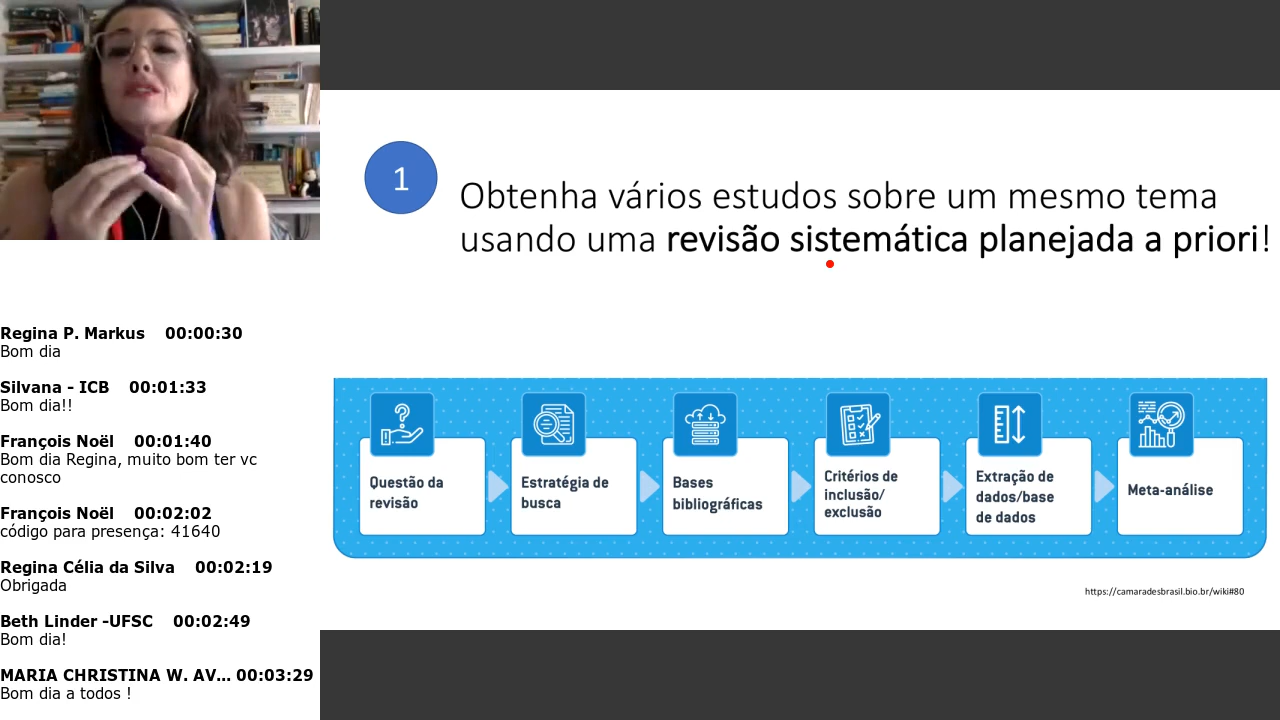 1
Obtenha vários estudos sobre um mesmo tema
usando uma revisão sistemática planejada a priori!
Questão da
revisão
Estratégia de
busca
Bases
bibliográficas
Critérios de
inclusão/
exclusão
Extração de
dados/base
de dados
Meta-análise
https://camaradesbrasil.bio.br/wiki#80
Regina P. Markus 00:00:30
Bom dia
Silvana - ICB 00:01:33
Bom dia!!
François Noël 00:01:40
Bom dia Regina, muito bom ter vc
conosco
François Noël 00:02:02
código para presença: 41640
Regina Célia da Silva 00:02:19
Obrigada
Beth Linder -UFSC 00:02:49
Bom dia!
MARIA CHRISTINA W. AV... 00:03:29
Bom dia a todos !